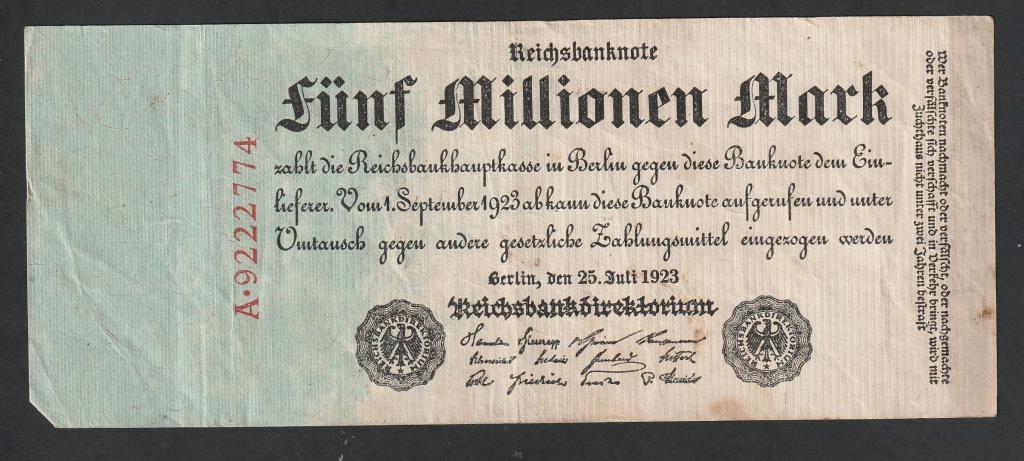 Reichsbanknote
Fünf Millionen Mark
zahlt die Reichsbankhauptkasse in Berlin gegen diese Banknote dem Ein-
lieferer. Vom 1. September 1923 ab kann diese Banknote aufgerufen und unter
Umtausch gegen andere gesetzliche Zahlungsmittel eingezogen werden
Berlin, den 25. Juli 1923
Reichsbankdirektorium
REICHSBANKDIREKTORIUM
REICHSBANKDIREKTORIUM
A·92222774
Wer Banknoten nachmacht oder verfälscht, oder nachgemachte
oder verfälschte sich verschafft und in Verkehr bringt, wird mit
Zuchthaus nicht unter zwei Jahren bestraft